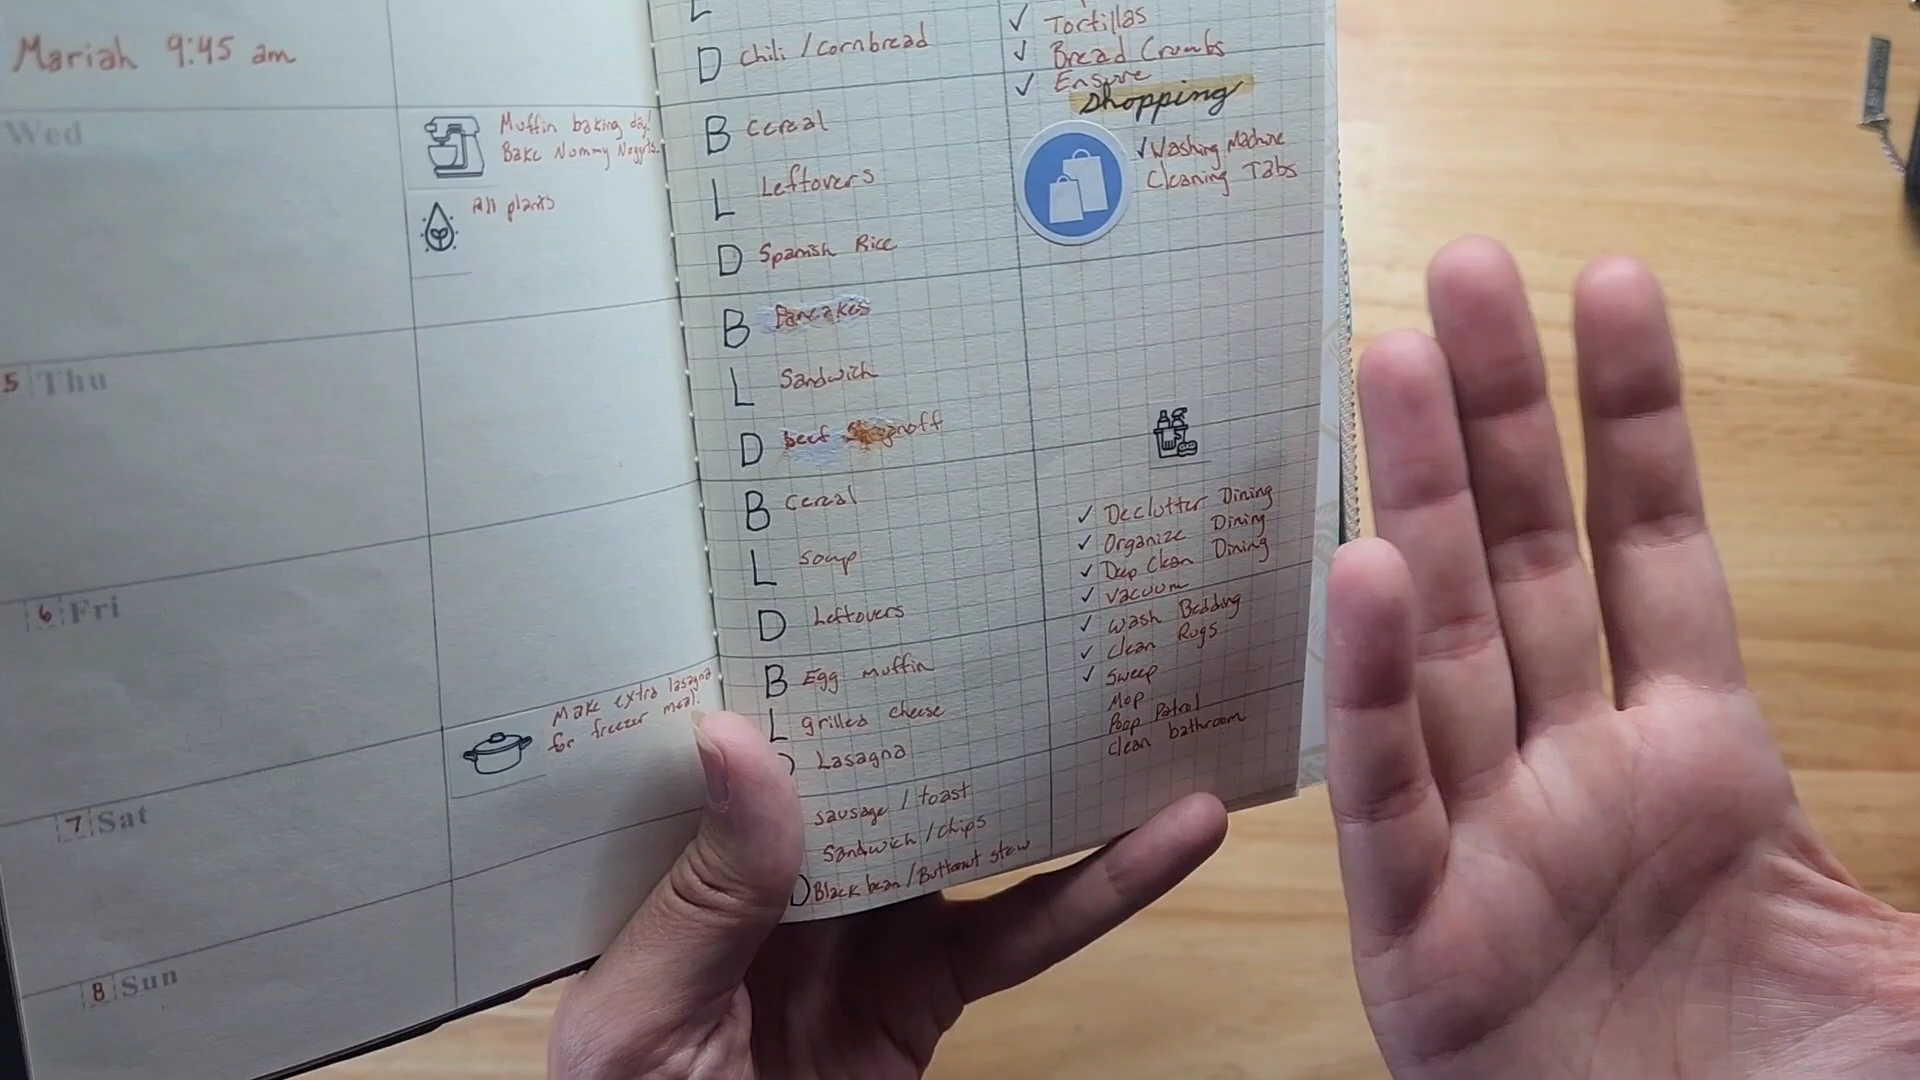 Mariah 9:45 am
Wed
Muffin baking day!
Bake Nummy
All plants
5 Thu
6 Fri
Make extra lasagna
for freezer meal.
7 Sat
8 Sun
L
D Chili / Cornbread
B Cereal
L Leftovers
D Spanish Rice
B Pancakes
L Sandwich
D beef
B Cereal
L Soup
D Leftovers
B Egg muffin
L grilled cheese
D Lasagna
Sausage / toast
Sandwich / chips
D Black bean / Butternut stew
✓ Tortillas
✓ Bread Crumbs
✓ Ensure
Shopping
✓ Washing Machine
Cleaning Tabs
✓ Declutter Dining
✓ Organize Dining
✓ Deep Clean Dining
✓ Vacuum
✓ Wash Bedding
✓ Clean Rugs
✓ Sweep
Mop
Poop Patrol
Clean bathroom